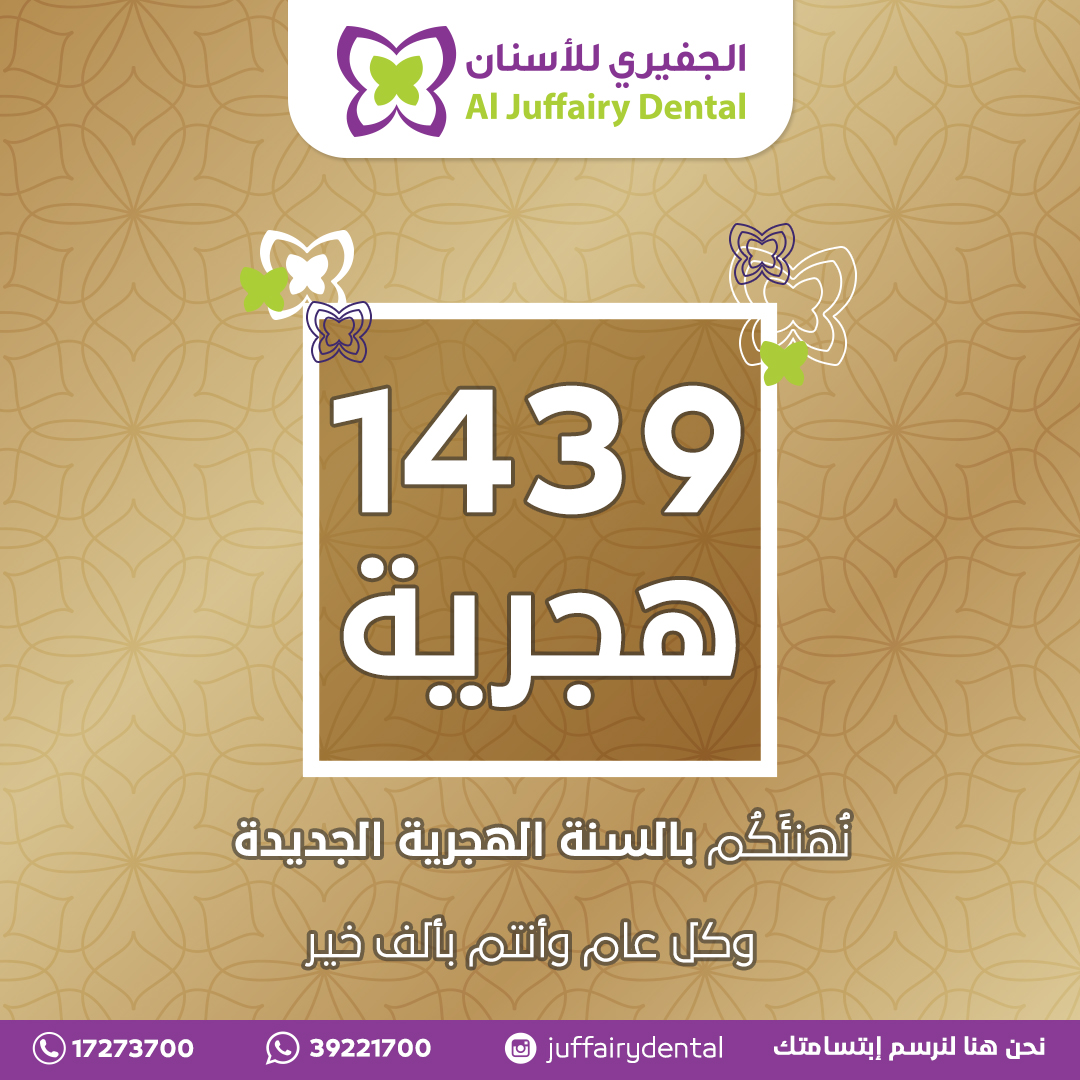 الجفيري للأسنان
Al Juffairy Dental
1439
هجرية
نُهنئَكُم بالسنة الهجرية الجديدة
وكل عام وأنتم بألف خير
17273700 39221700 juffairydental نحن هنا لنرسم إبتسامتك